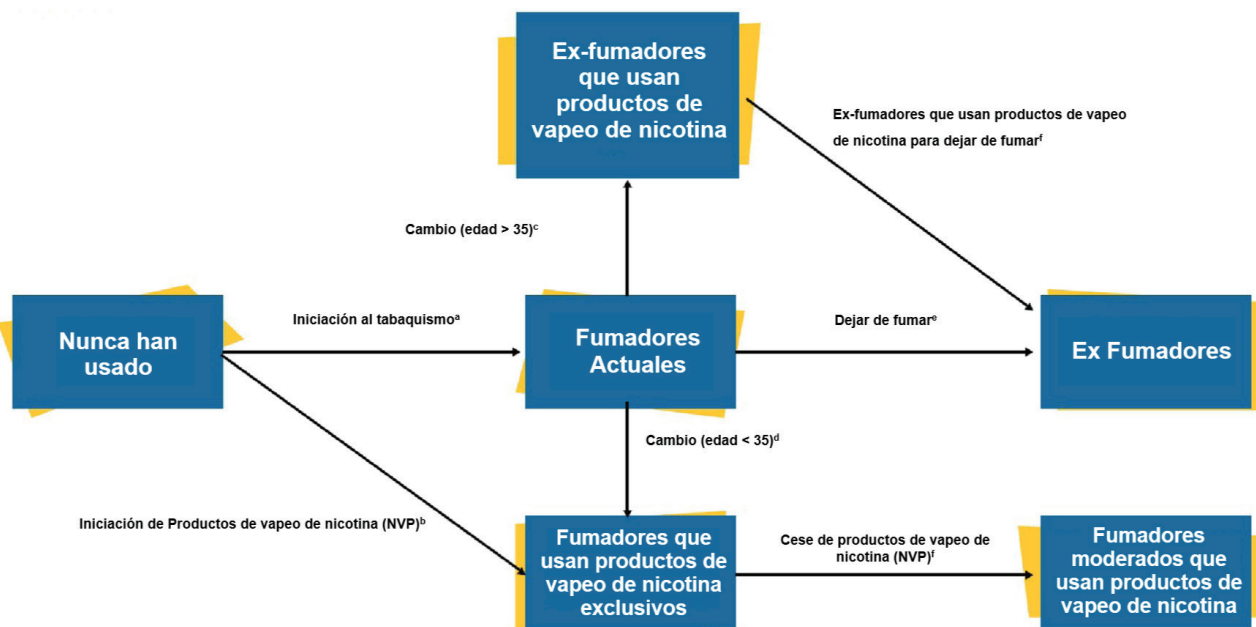 Ex-fumadores
que usan
productos de
vapeo de nicotina
Ex-fumadores que usan productos de vapeo
de nicotina para dejar de fumarᶠ
Cambio (edad > 35)ᶜ
Nunca han
usado
Iniciación al tabaquismoᵃ
Fumadores
Actuales
Dejar de fumarᵉ
Ex Fumadores
Cambio (edad < 35)ᵈ
Iniciación de Productos de vapeo de nicotina (NVP)ᵇ
Fumadores que
usan productos de
vapeo de nicotina
exclusivos
Cese de productos de vapeo de
nicotina (NVP)ᶠ
Fumadores
moderados que
usan productos de
vapeo de nicotina